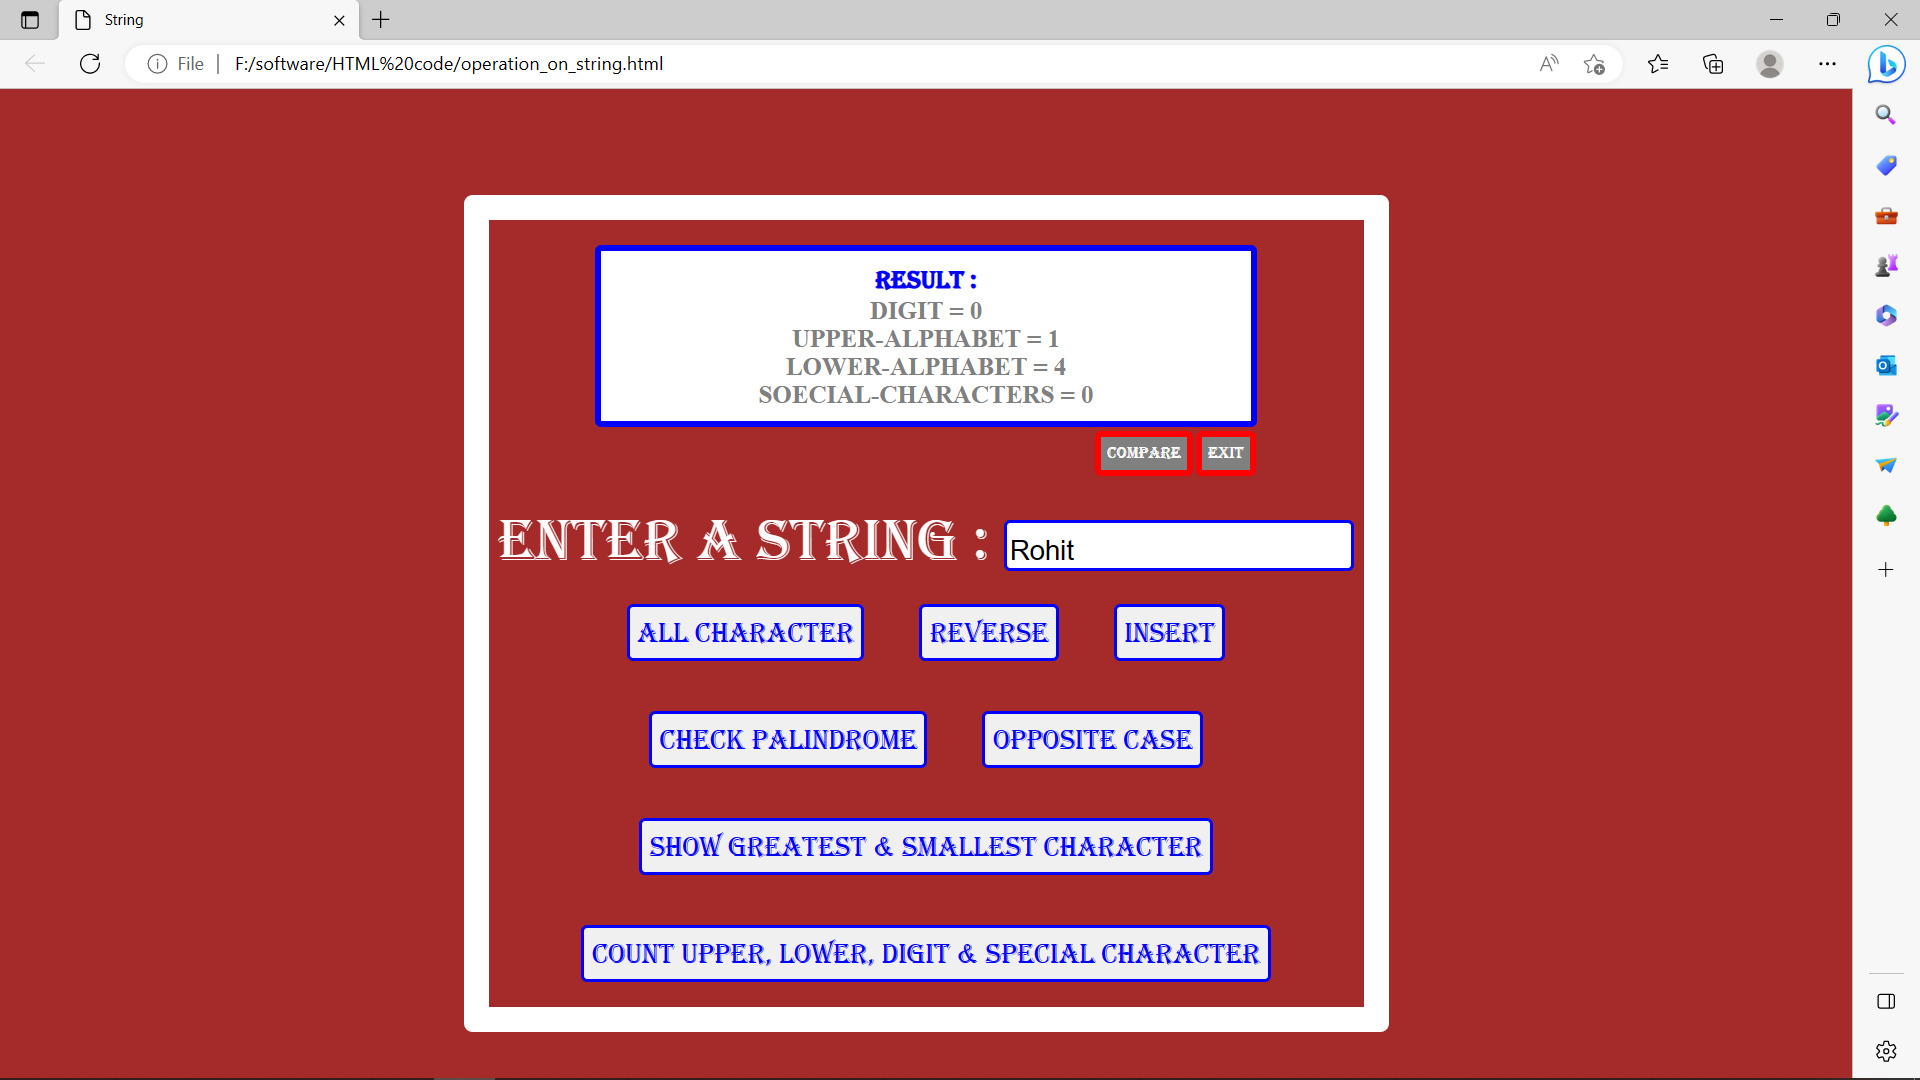 String
File
F:/software/HTML%20code/operation_on_string.html
RESULT :
DIGIT = 0
UPPER-ALPHABET = 1
LOWER-ALPHABET = 4
SOECIAL-CHARACTERS = 0
COMPARE EXIT
ENTER A STRING : Rohit
ALL CHARACTER REVERSE INSERT
CHECK PALINDROME OPPOSITE CASE
SHOW GREATEST & SMALLEST CHARACTER
COUNT UPPER, LOWER, DIGIT & SPECIAL CHARACTER